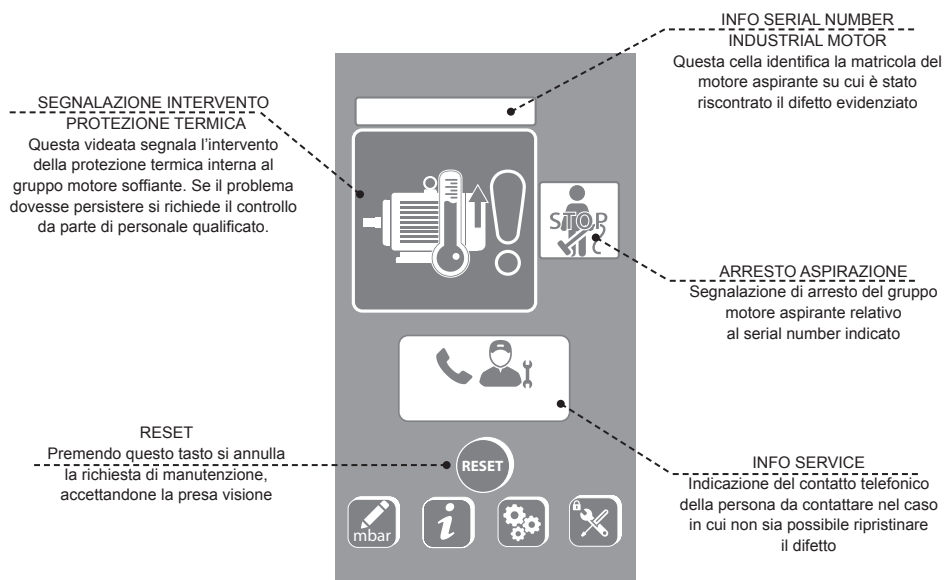 INFO SERIAL NUMBER
INDUSTRIAL MOTOR
Questa cella identifica la matricola del
motore aspirante su cui è stato
riscontrato il difetto evidenziato
SEGNALAZIONE INTERVENTO
PROTEZIONE TERMICA
Questa videata segnala l'intervento
della protezione termica interna al
gruppo motore soffiante. Se il problema
dovesse persistere si richiede il controllo
da parte di personale qualificato.
STOP
ARRESTO ASPIRAZIONE
Segnalazione di arresto del gruppo
motore aspirante relativo
al serial number indicato
RESET
Premendo questo tasto si annulla
la richiesta di manutenzione,
accettandone la presa visione
RESET
INFO SERVICE
Indicazione del contatto telefonico
della persona da contattare nel caso
in cui non sia possibile ripristinare
il difetto
mbar
i